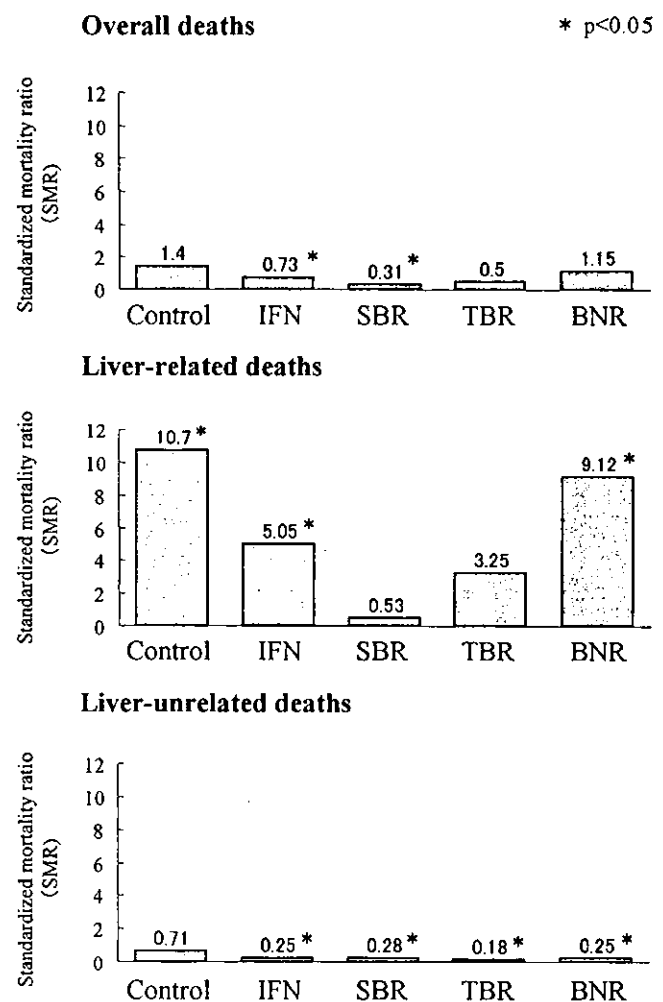 Overall deaths
* p<0.05
Standardized mortality ratio
(SMR)
12
10
8
6
4
2
0
1.4
0.73 *
0.31 *
0.5
1.15
Control IFN SBR TBR BNR
Liver-related deaths
Standardized mortality ratio
(SMR)
12
10
8
6
4
2
0
10.7 *
5.05 *
0.53
3.25
9.12 *
Control IFN SBR TBR BNR
Liver-unrelated deaths
Standardized mortality ratio
(SMR)
12
10
8
6
4
2
0
0.71
0.25 *
0.28 *
0.18 *
0.25 *
Control IFN SBR TBR BNR